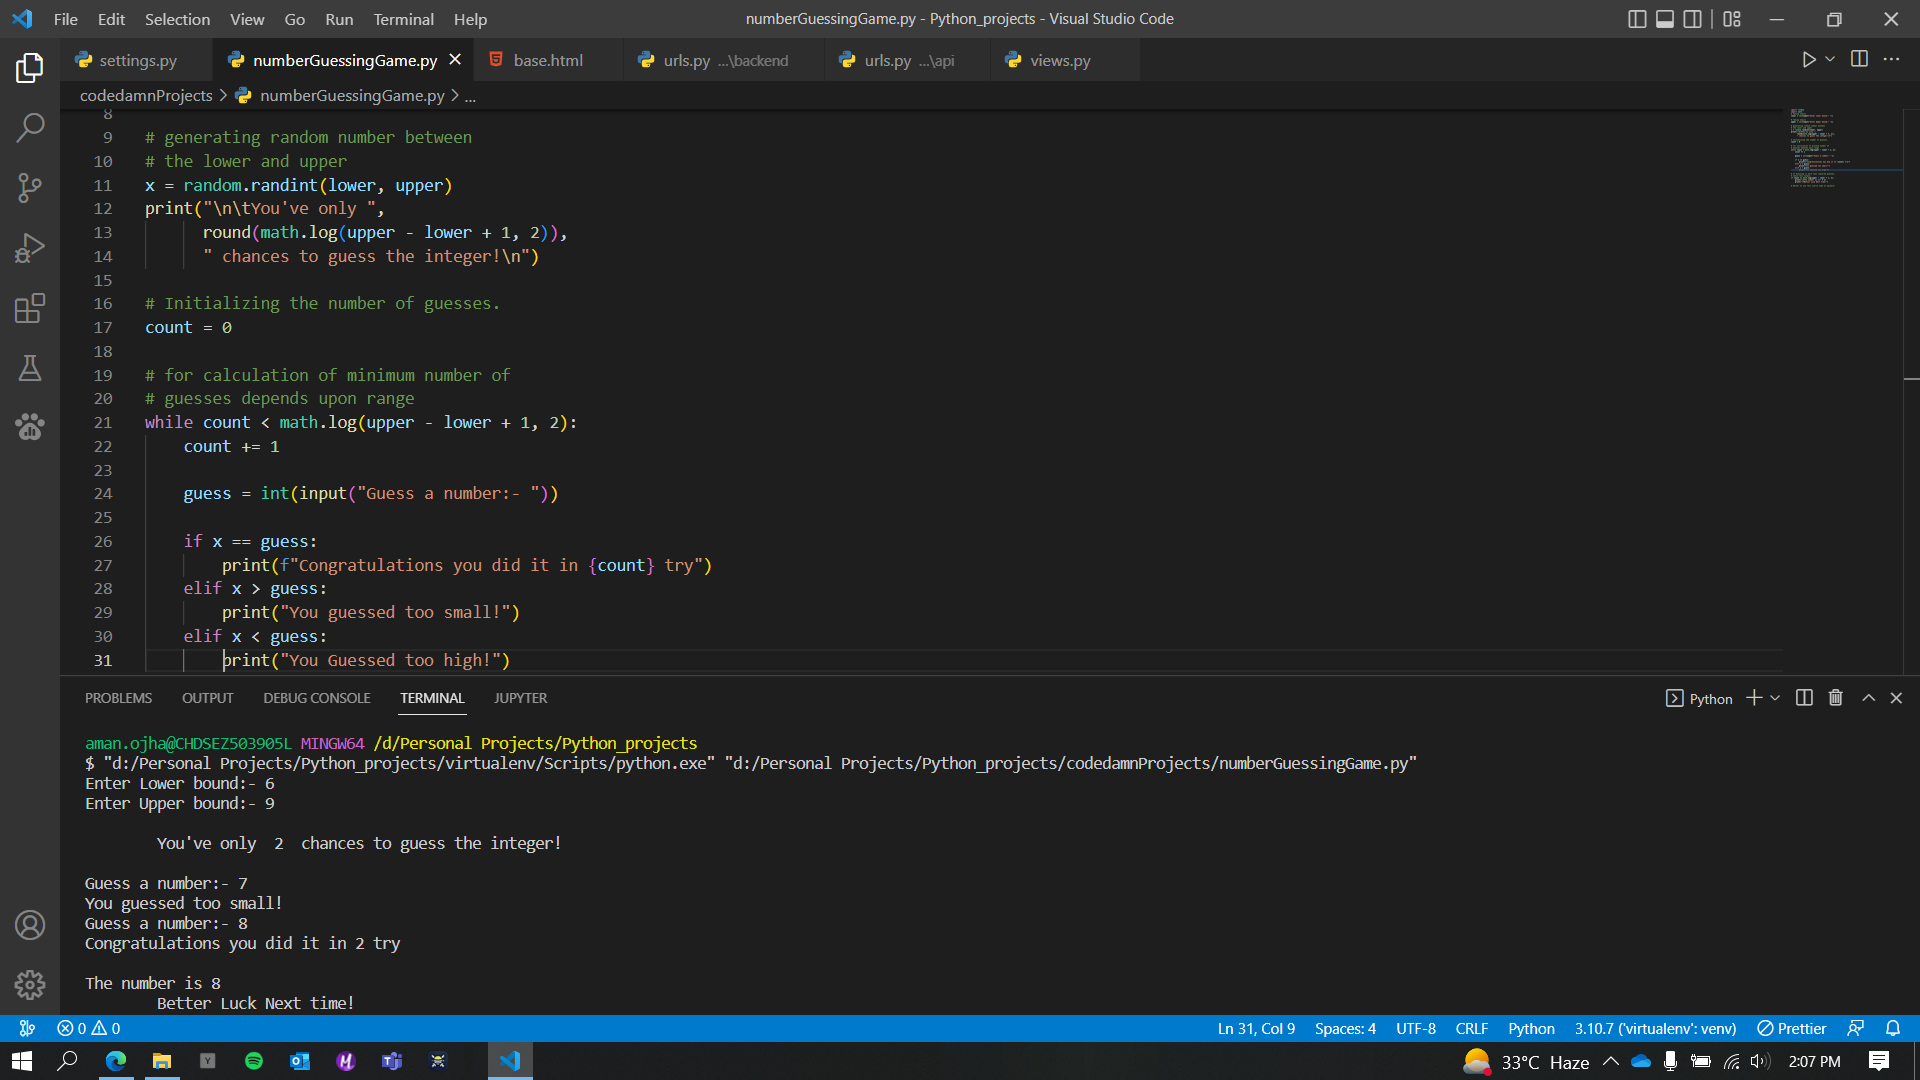 File Edit Selection View Go Run Terminal Help
numberGuessingGame.py - Python_projects - Visual Studio Code
settings.py numberGuessingGame.py base.html urls.py ...\backend urls.py ...\api views.py
codedamnProjects > numberGuessingGame.py > ...
8
9 # generating random number between
10 # the lower and upper
11 x = random.randint(lower, upper)
12 print("\n\tYou've only ",
13 round(math.log(upper - lower + 1, 2)),
14 " chances to guess the integer!\n")
15
16 # Initializing the number of guesses.
17 count = 0
18
19 # for calculation of minimum number of
20 # guesses depends upon range
21 while count < math.log(upper - lower + 1, 2):
22 count += 1
23
24 guess = int(input("Guess a number:- "))
25
26 if x == guess:
27 print(f"Congratulations you did it in {count} try")
28 elif x > guess:
29 print("You guessed too small!")
30 elif x < guess:
31 print("You Guessed too high!")
PROBLEMS OUTPUT DEBUG CONSOLE TERMINAL JUPYTER
Python
aman.ojha@CHDSEZ503905L MINGW64 /d/Personal Projects/Python_projects
$ "d:/Personal Projects/Python_projects/virtualenv/Scripts/python.exe" "d:/Personal Projects/Python_projects/codedamnProjects/numberGuessingGame.py"
Enter Lower bound:- 6
Enter Upper bound:- 9
You've only  2  chances to guess the integer!
Guess a number:- 7
You guessed too small!
Guess a number:- 8
Congratulations you did it in 2 try
The number is 8
Better Luck Next time!
0 0
Ln 31, Col 9 Spaces: 4 UTF-8 CRLF Python 3.10.7 ('virtualenv': venv) Prettier
33°C Haze 2:07 PM